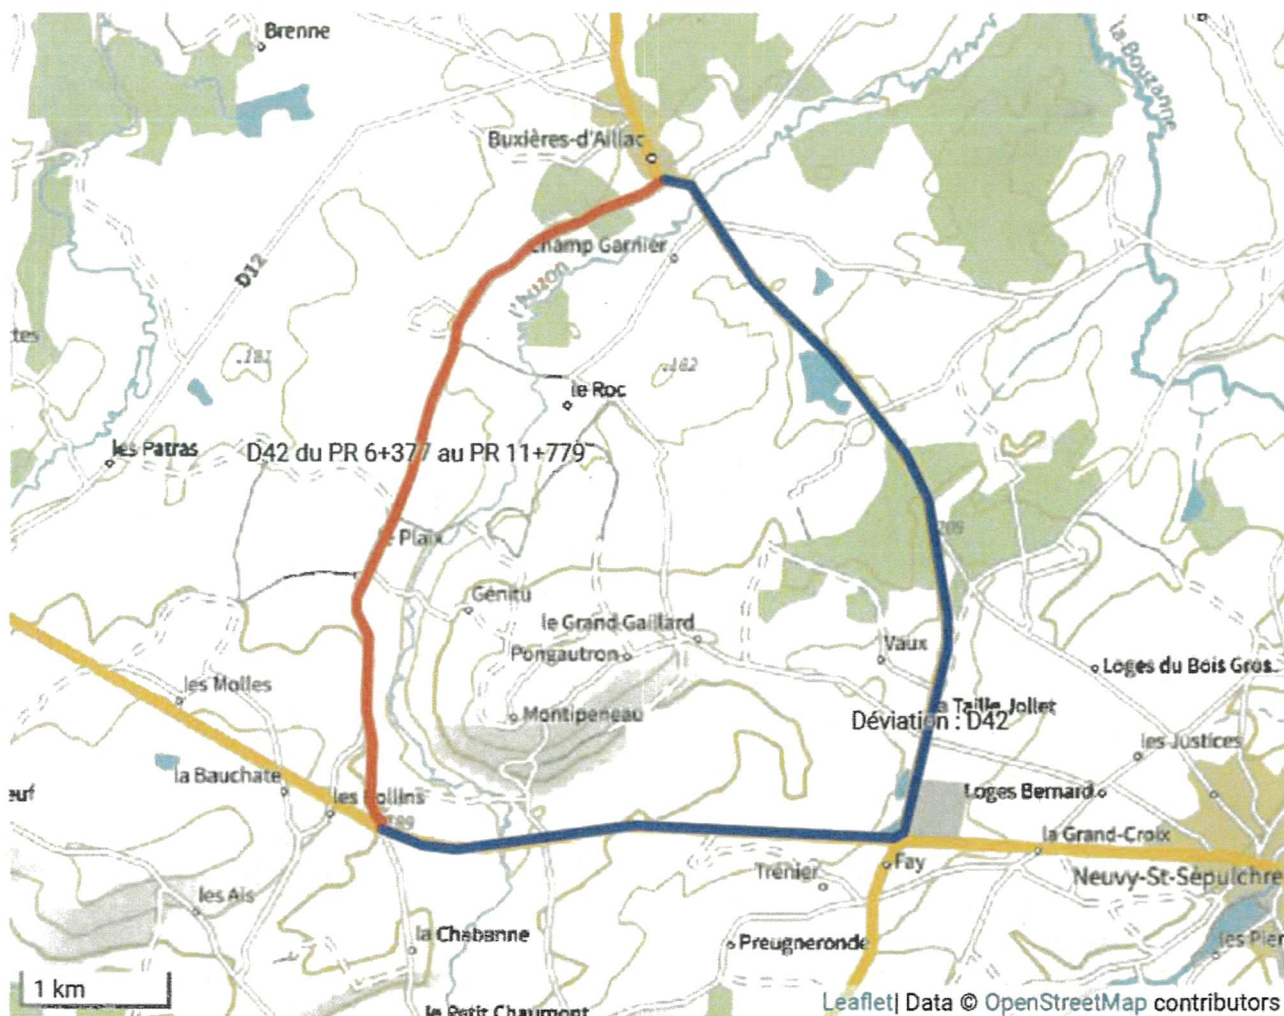 Brenne
la Bouzanne
Buxières-d'Aillac
Champ Garnier
D12
l'Auzon
181
182
le Roc
les Patras
D42 du PR 6+377 au PR 11+779
le Plaix
209
Génitu
le Grand Gaillard
Pongautron
Vaux
Loges du Bois Gros
les Molles
Montipeneau
la Taille Jollet
Déviation : D42
les Justices
la Bauchate
les Collins
Loges Bernard
la Grand-Croix
Trénier
Fay
Neuvy-St-Sépulchre
les Ais
la Chabanne
Preugneronde
1 km
le Petit Chaumont
Leaflet | Data © OpenStreetMap contributors